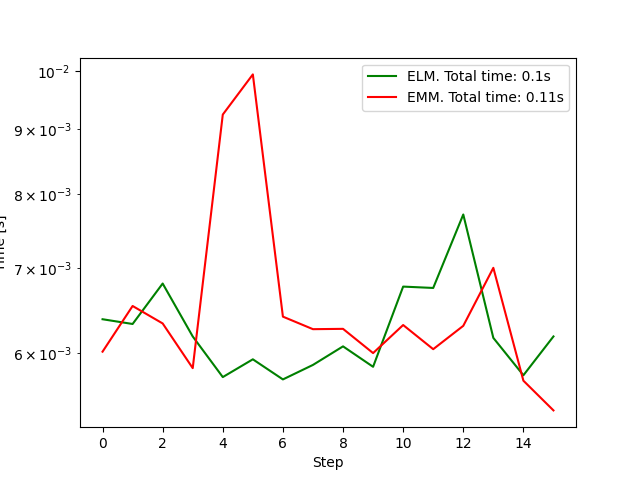 10⁻²
9 × 10⁻³
8 × 10⁻³
7 × 10⁻³
6 × 10⁻³
Time [s]
ELM. Total time: 0.1s
EMM. Total time: 0.11s
0 2 4 6 8 10 12 14
Step